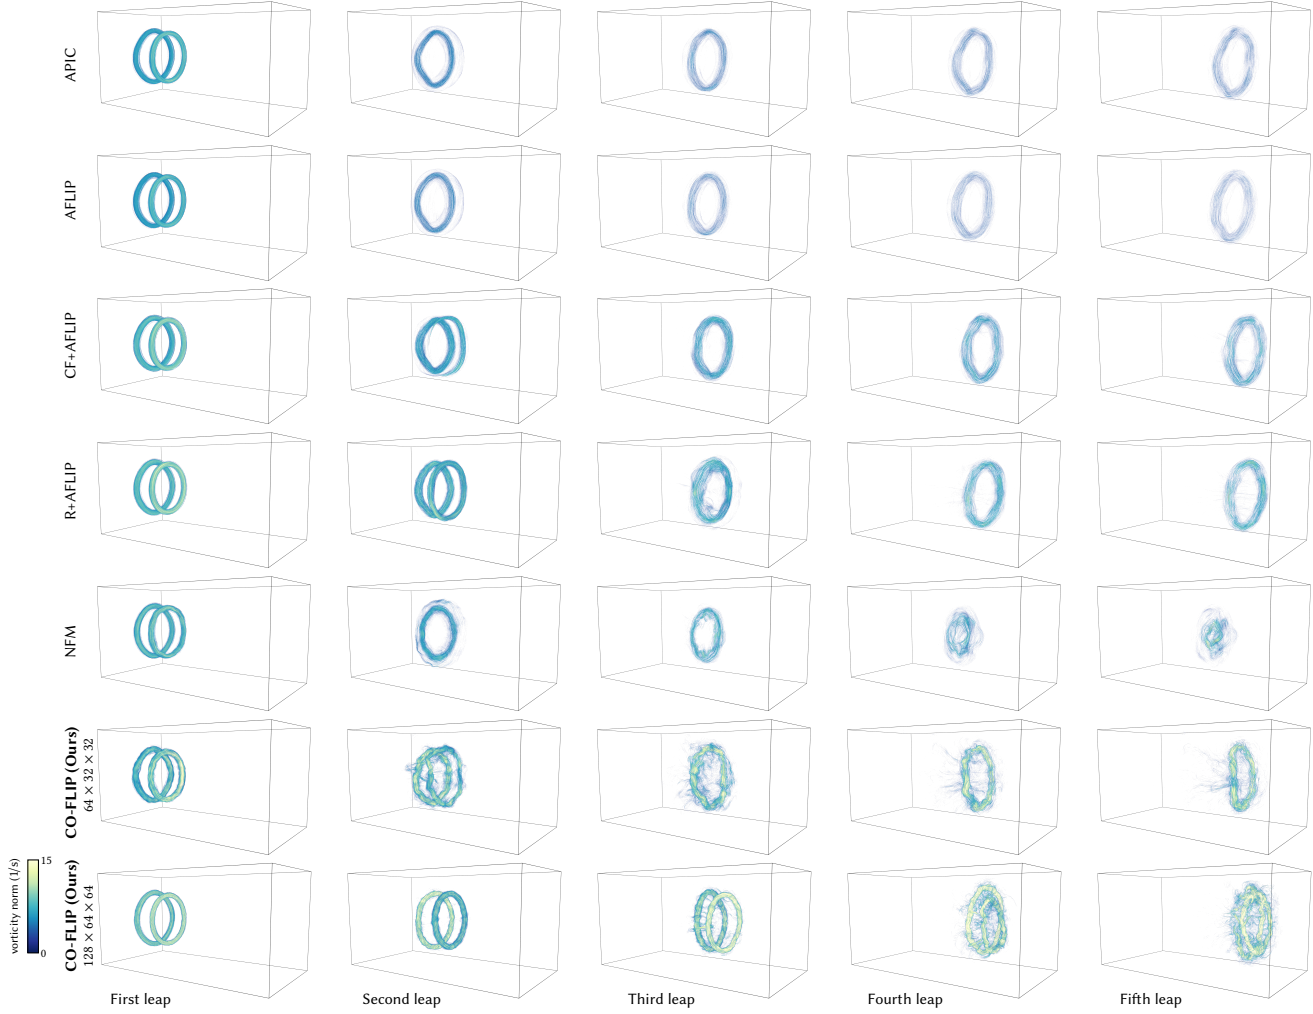 APIC
AFLIP
CF+AFLIP
R+AFLIP
NFM
CO-FLIP (Ours)
64 × 32 × 32
CO-FLIP (Ours)
128 × 64 × 64
vorticity norm (1/s)
15
0
First leap
Second leap
Third leap
Fourth leap
Fifth leap